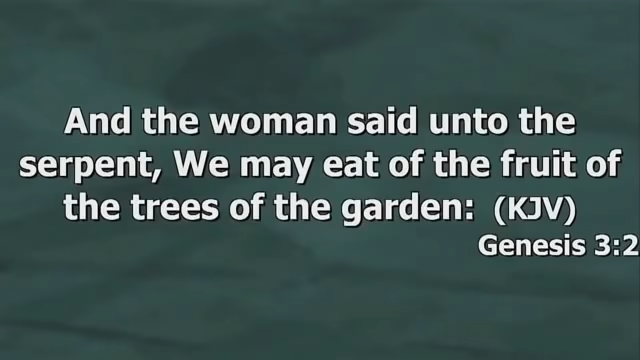 And the woman said unto the
serpent, We may eat of the fruit of
the trees of the garden: (KJV)
Genesis 3:2